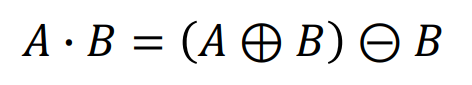 A · B = (A ⊕ B) ⊖ B